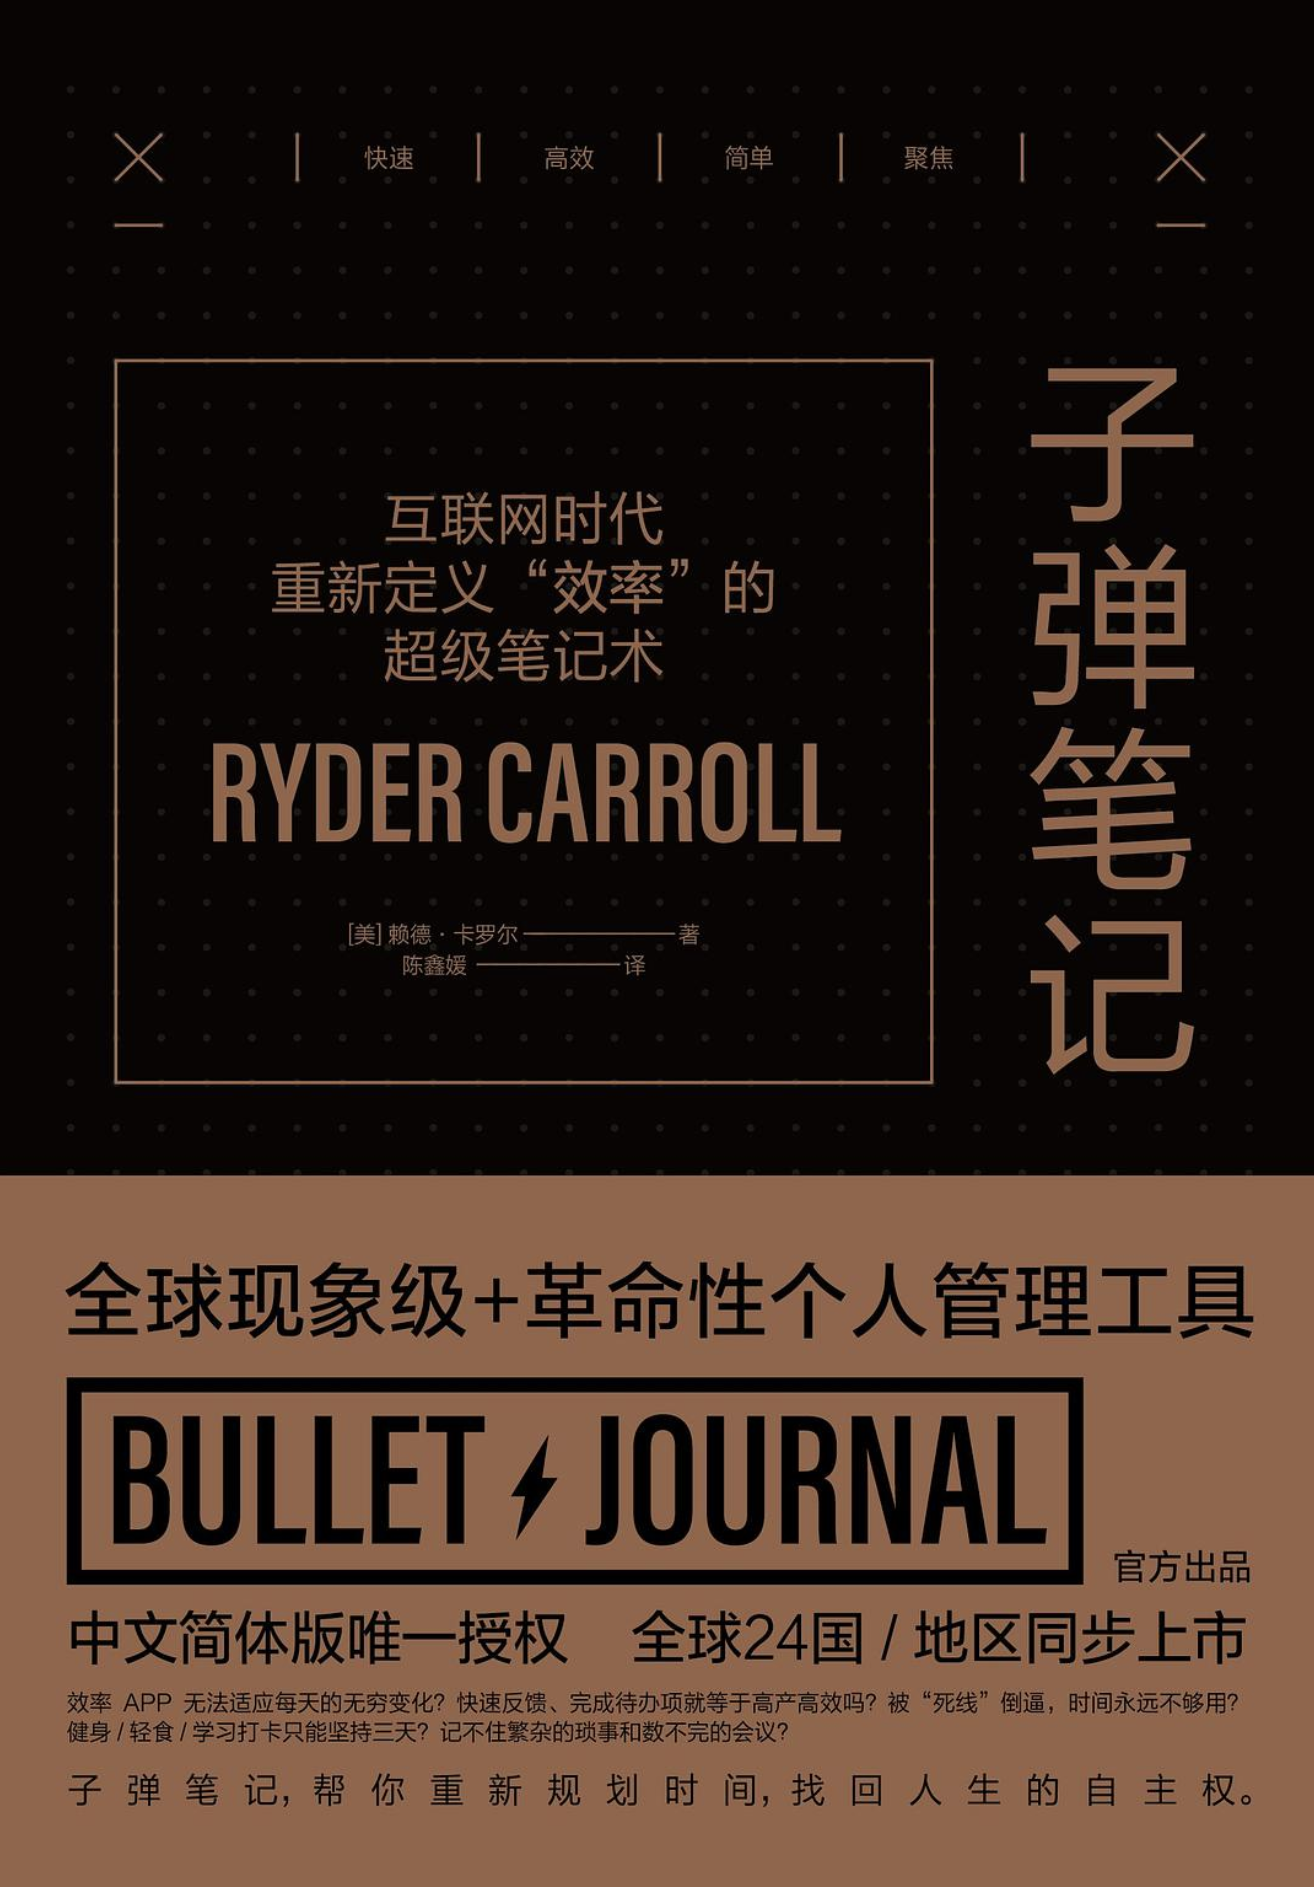 快速 高效 简单 聚焦
子弹笔记
互联网时代
重新定义“效率”的
超级笔记术
RYDER CARROLL
[美] 赖德·卡罗尔 著
陈鑫媛 译
全球现象级+革命性个人管理工具
BULLET JOURNAL
官方出品
中文简体版唯一授权 全球24国 / 地区同步上市
效率 APP 无法适应每天的无穷变化？快速反馈、完成待办项就等于高产高效吗？被“死线”倒逼，时间永远不够用？
健身 / 轻食 / 学习打卡只能坚持三天？记不住繁杂的琐事和数不完的会议？
子弹笔记，帮你重新规划时间，找回人生的自主权。